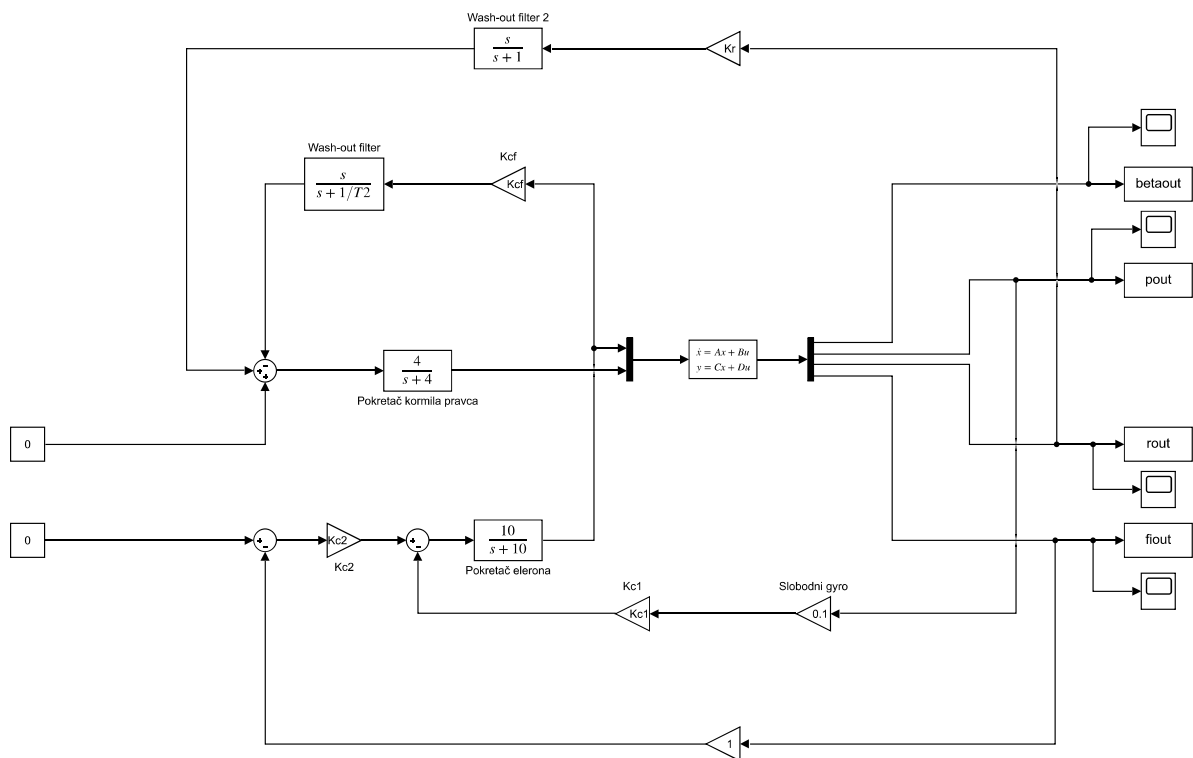 Wash-out filter 2
s
s + 1
Kr
Wash-out filter
s
s + 1/T2
Kcf
Kcf
betaout
pout
4
s + 4
Pokretač kormila pravca
ẋ = Ax + Bu
y = Cx + Du
0
rout
0
Kc2
Kc2
10
s + 10
Pokretač elerona
fiout
Kc1
Kc1
Slobodni gyro
0.1
1